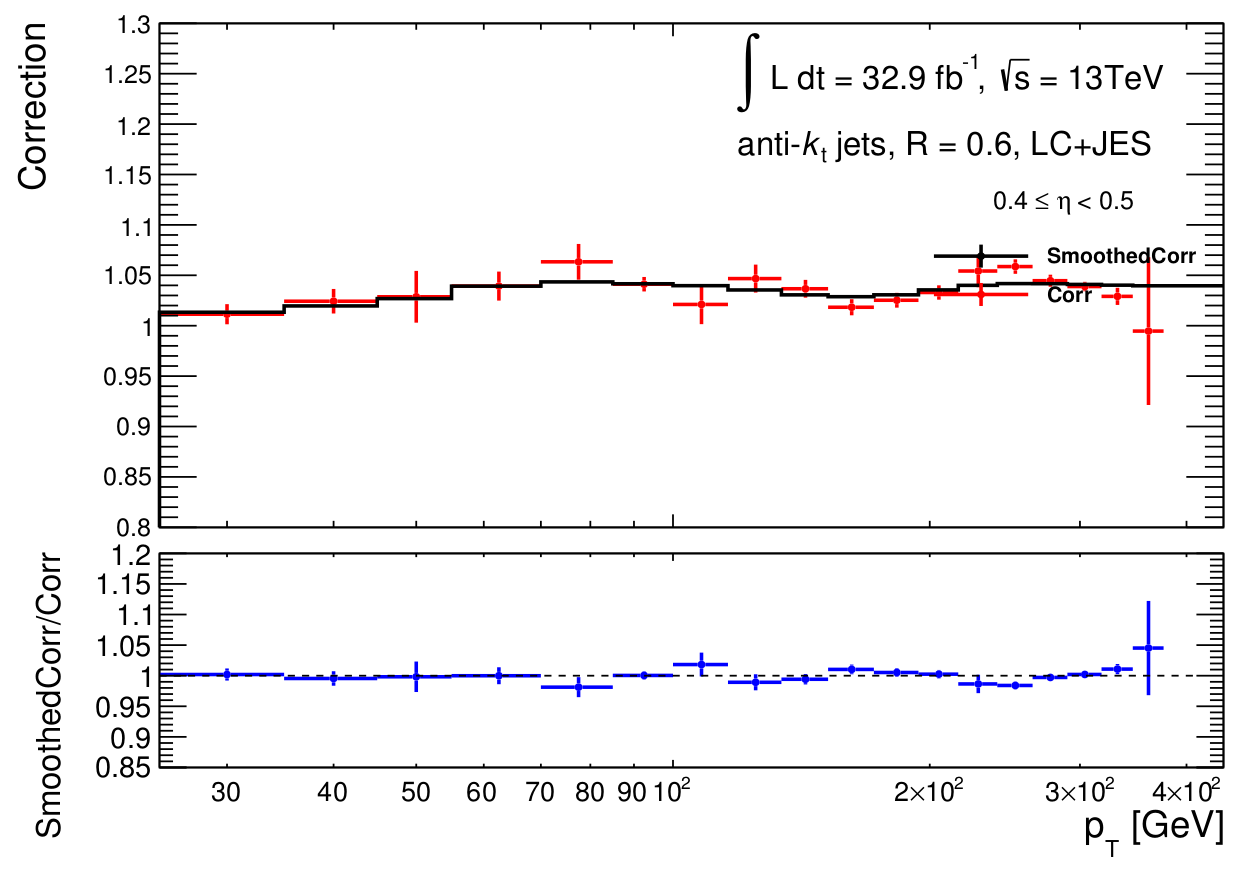 Correction
1.3
1.25
1.2
1.15
1.1
1.05
1
0.95
0.9
0.85
0.8
∫ L dt = 32.9 fb⁻¹, √s = 13TeV
anti-kₜ jets, R = 0.6, LC+JES
0.4 ≤ η < 0.5
SmoothedCorr
Corr
SmoothedCorr/Corr
1.2
1.15
1.1
1.05
1
0.95
0.9
0.85
30 40 50 60 70 80 90 10² 2×10² 3×10² 4×10²
p_T [GeV]